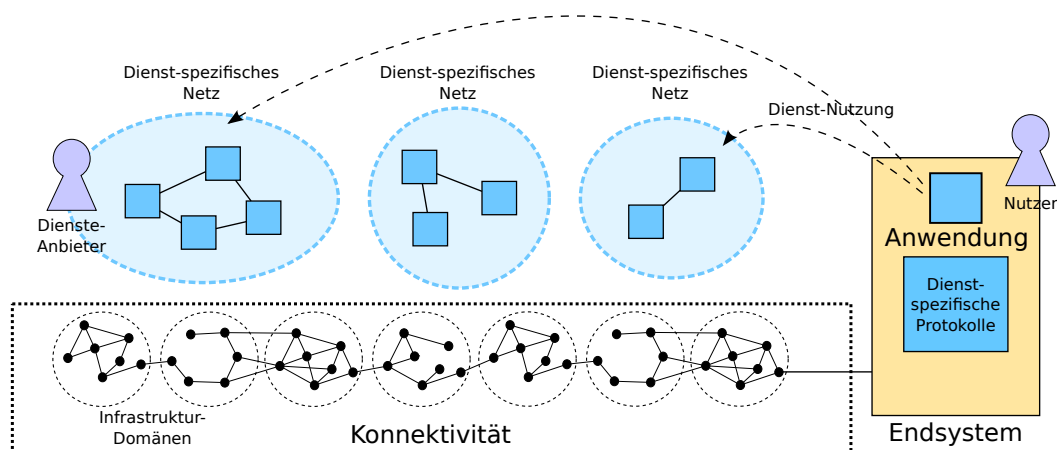 Dienst-spezifisches
Netz
Dienst-spezifisches
Netz
Dienst-spezifisches
Netz
Dienst-Nutzung
Dienste-
Anbieter
Nutzer
Anwendung
Dienst-
spezifische
Protokolle
Infrastruktur-
Domänen
Konnektivität
Endsystem